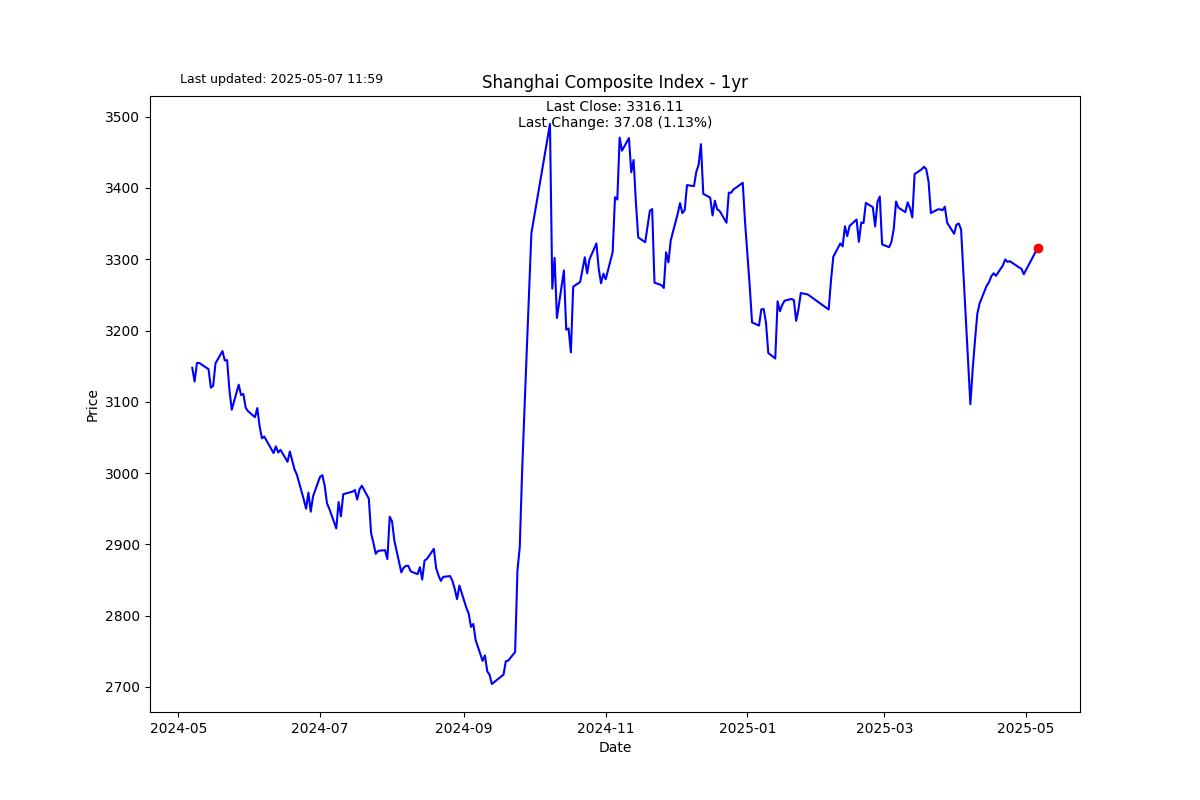 Last updated: 2025-05-07 11:59
Shanghai Composite Index - 1yr
Last Close: 3316.11
Last Change: 37.08 (1.13%)
3500
3400
3300
3200
3100
3000
2900
2800
2700
Price
2024-05
2024-07
2024-09
2024-11
2025-01
2025-03
2025-05
Date